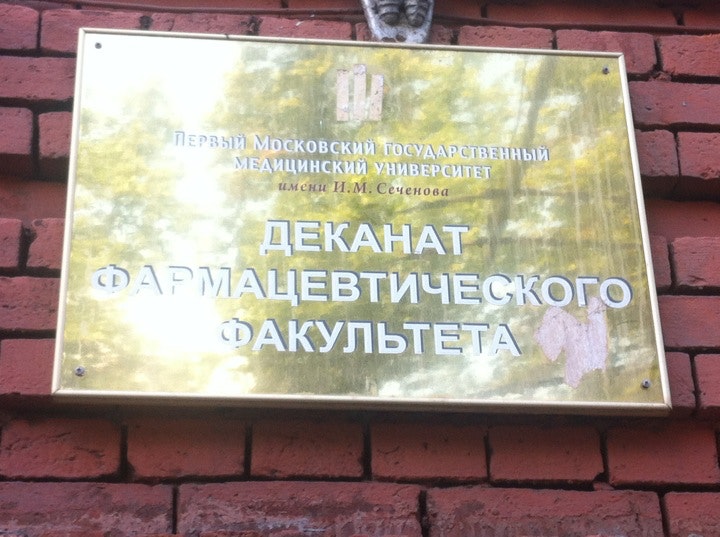 Первый Московский государственный
медицинский университет
имени И.М. Сеченова
ДЕКАНАТ
ФАРМАЦЕВТИЧЕСКОГО
ФАКУЛЬТЕТА